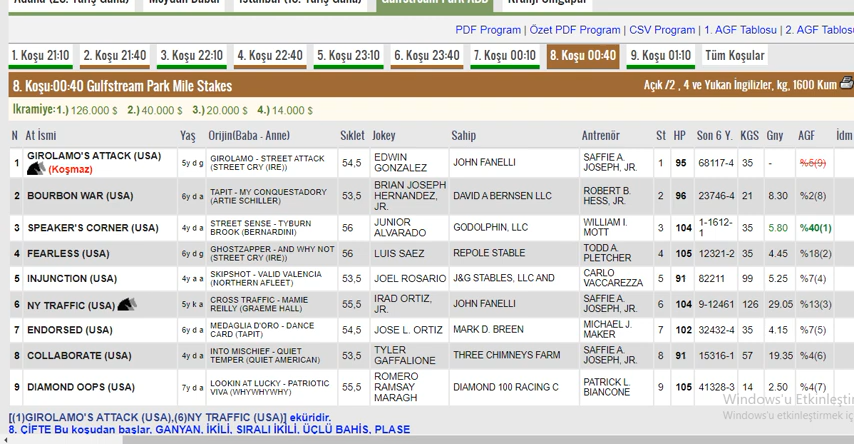 PDF Program | Özet PDF Program | CSV Program | 1. AGF Tablosu | 2. AGF Tablosu
1. Koşu 21:10 2. Koşu 21:40 3. Koşu 22:10 4. Koşu 22:40 5. Koşu 23:10 6. Koşu 23:40 7. Koşu 00:10 8. Koşu 00:40 9. Koşu 01:10 Tüm Koşular
8. Koşu:00:40 Gulfstream Park Mile Stakes Açık /2 , 4 ve Yukarı İngilizler, kg, 1600 Kum
Ikramiye:1.) 126.000 $ 2.) 40.000 $ 3.) 20.000 $ 4.) 14.000 $
N At İsmi Yaş Orijin(Baba - Anne) Sıklet Jokey Sahip Antrenör St HP Son 6 Y. KGS Gny AGF İdm
1 GIROLAMO'S ATTACK (USA) (Koşmaz) 5y d g GIROLAMO - STREET ATTACK (STREET CRY (IRE)) 54,5 EDWIN GONZALEZ JOHN FANELLI SAFFIE A. JOSEPH, JR. 1 95 68117-4 35 - %6(9)
2 BOURBON WAR (USA) 6y d a TAPIT - MY CONQUESTADORY (ARTIE SCHILLER) 53,5 BRIAN JOSEPH HERNANDEZ, JR. DAVID A BERNSEN LLC ROBERT B. HESS, JR. 2 96 23746-4 21 8.30 %2(8)
3 SPEAKER'S CORNER (USA) 4y d a STREET SENSE - TYBURN BROOK (BERNARDINI) 56 JUNIOR ALVARADO GODOLPHIN, LLC WILLIAM I. MOTT 3 104 1-1612-1 35 5.80 %40(1)
4 FEARLESS (USA) 6y d g GHOSTZAPPER - AND WHY NOT (STREET CRY (IRE)) 56 LUIS SAEZ REPOLE STABLE TODD A. PLETCHER 4 105 12321-2 35 4.45 %18(2)
5 INJUNCTION (USA) 4y a a SKIPSHOT - VALID VALENCIA (NORTHERN AFLEET) 53,5 JOEL ROSARIO J&G STABLES, LLC AND CARLO VACCAREZZA 5 91 82211 99 5.25 %7(4)
6 NY TRAFFIC (USA) 5y k a CROSS TRAFFIC - MAMIE REILLY (GRAEME HALL) 55,5 IRAD ORTIZ, JR. JOHN FANELLI SAFFIE A. JOSEPH, JR. 6 104 9-12461 126 29.05 %13(3)
7 ENDORSED (USA) 6y d a MEDAGLIA D'ORO - DANCE CARD (TAPIT) 54,5 JOSE L. ORTIZ MARK D. BREEN MICHAEL J. MAKER 7 102 32432-4 35 4.15 %7(5)
8 COLLABORATE (USA) 4y d a INTO MISCHIEF - QUIET TEMPER (QUIET AMERICAN) 53,5 TYLER GAFFALIONE THREE CHIMNEYS FARM SAFFIE A. JOSEPH, JR. 8 91 15316-1 57 19.35 %4(6)
9 DIAMOND OOPS (USA) 7y d a LOOKIN AT LUCKY - PATRIOTIC VIVA (WHYWHYWHY) 55,5 ROMERO RAMSAY MARAGH DIAMOND 100 RACING C PATRICK L. BIANCONE 9 105 41328-3 14 2.50 %4(7)
Windows'u Etkinleştir
Windows'u etkinleştirmek iç
[(1)GIROLAMO'S ATTACK (USA),(6)NY TRAFFIC (USA)] eküridir.
8. ÇİFTE Bu koşudan başlar, GANYAN, İKİLİ, SIRALI İKİLİ, ÜÇLÜ BAHİS, PLASE